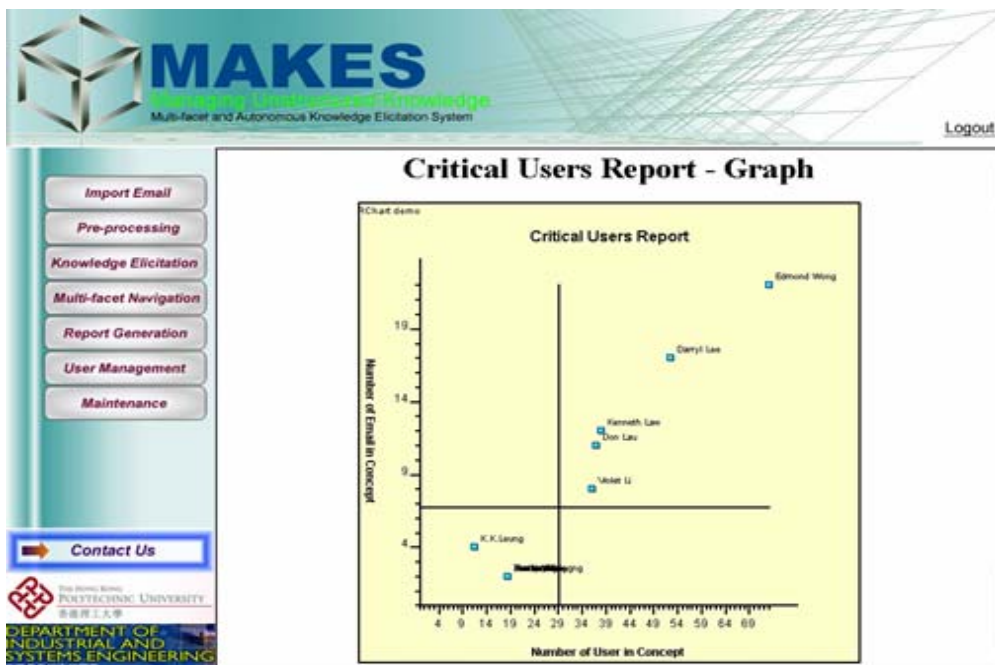 MAKES
Managing Unstructured Knowledge
Multi-facet and Autonomous Knowledge Elicitation System
Logout
Import Email
Pre-processing
Knowledge Elicitation
Multi-facet Navigation
Report Generation
User Management
Maintenance
Contact Us
THE HONG KONG
POLYTECHNIC UNIVERSITY
香港理工大學
DEPARTMENT OF
INDUSTRIAL AND
SYSTEMS ENGINEERING
Critical Users Report - Graph
RChart demo
Critical Users Report
Number of Email in Concept
19
14
9
4
Edmond Wong
Darryl Lee
Kenneth Law
Don Lau
Violet Li
K.K.Leung
4 9 14 19 24 29 34 39 44 49 54 59 64 69
Number of User in Concept